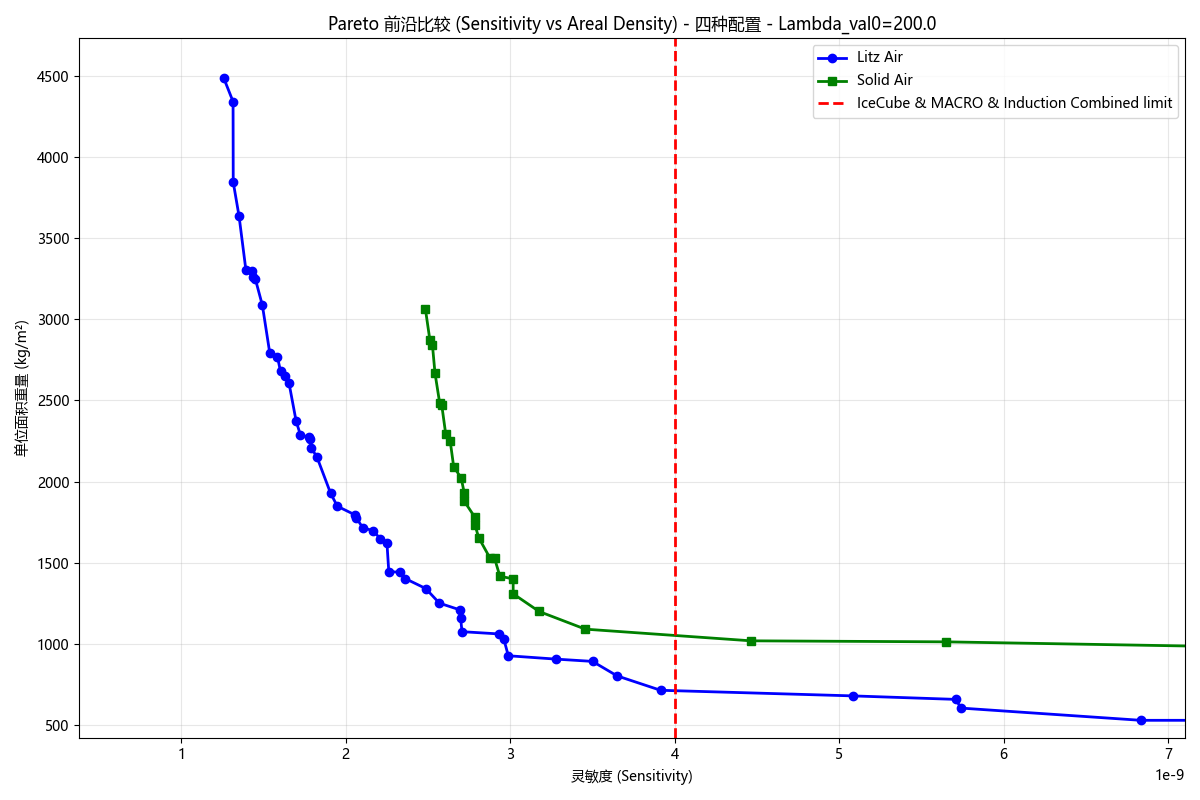 Pareto 前沿比较 (Sensitivity vs Areal Density) - 四种配置 - Lambda_val0=200.0
Litz Air
Solid Air
IceCube & MACRO & Induction Combined limit
单位面积重量 (kg/m²)
4500
4000
3500
3000
2500
2000
1500
1000
500
1 2 3 4 5 6 7
1e-9
灵敏度 (Sensitivity)